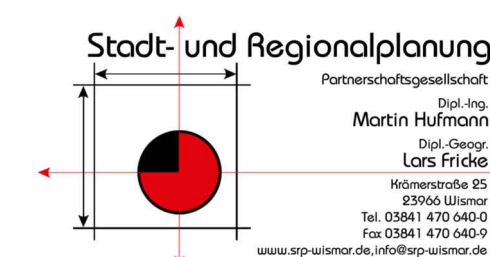 Stadt- und Regionalplanung
Partnerschaftsgesellschaft
Dipl.-Ing.
Martin Hufmann
Dipl.-Geogr.
Lars Fricke
Krämerstraße 25
23966 Wismar
Tel. 03841 470 640-0
Fax 03841 470 640-9
www.srp-wismar.de,info@srp-wismar.de